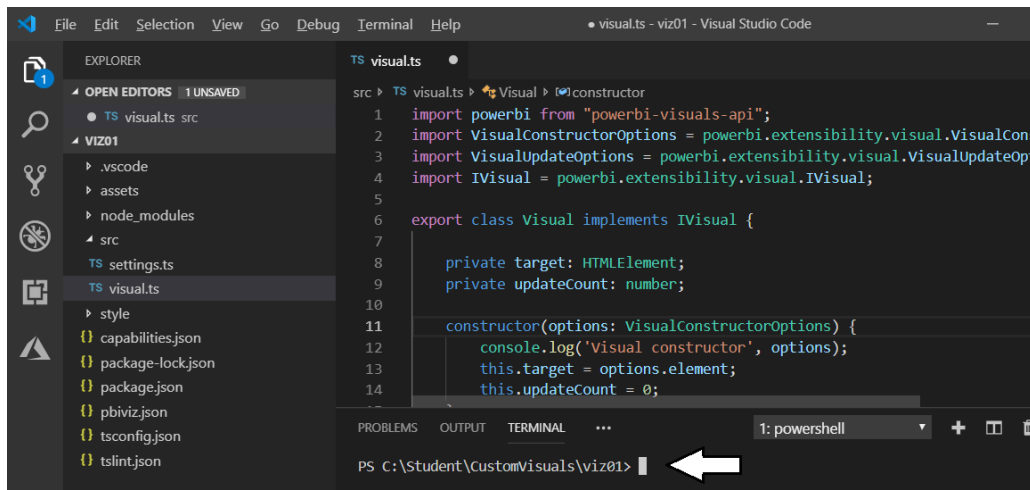 File Edit Selection View Go Debug Terminal Help
● visual.ts - viz01 - Visual Studio Code
EXPLORER
1
OPEN EDITORS 1 UNSAVED
● TS visual.ts src
VIZ01
.vscode
assets
node_modules
src
TS settings.ts
TS visual.ts
style
{} capabilities.json
{} package-lock.json
{} package.json
{} pbiviz.json
{} tsconfig.json
{} tslint.json
TS visual.ts ●
src TS visual.ts Visual constructor
1 import powerbi from "powerbi-visuals-api";
2 import VisualConstructorOptions = powerbi.extensibility.visual.VisualCons
3 import VisualUpdateOptions = powerbi.extensibility.visual.VisualUpdateOp
4 import IVisual = powerbi.extensibility.visual.IVisual;
5
6 export class Visual implements IVisual {
7
8 private target: HTMLElement;
9 private updateCount: number;
10
11 constructor(options: VisualConstructorOptions) {
12 console.log('Visual constructor', options);
13 this.target = options.element;
14 this.updateCount = 0;
PROBLEMS OUTPUT TERMINAL ••• 1: powershell
PS C:\Student\CustomVisuals\viz01>